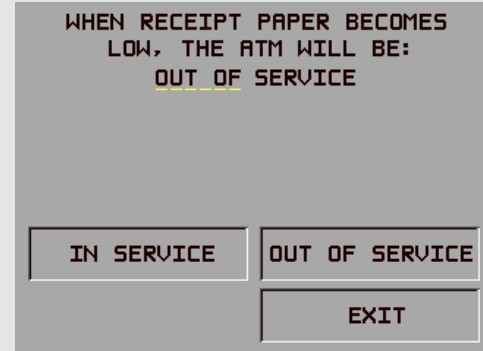 WHEN RECEIPT PAPER BECOMES
LOW, THE ATM WILL BE:
OUT OF SERVICE
IN SERVICE
OUT OF SERVICE
EXIT